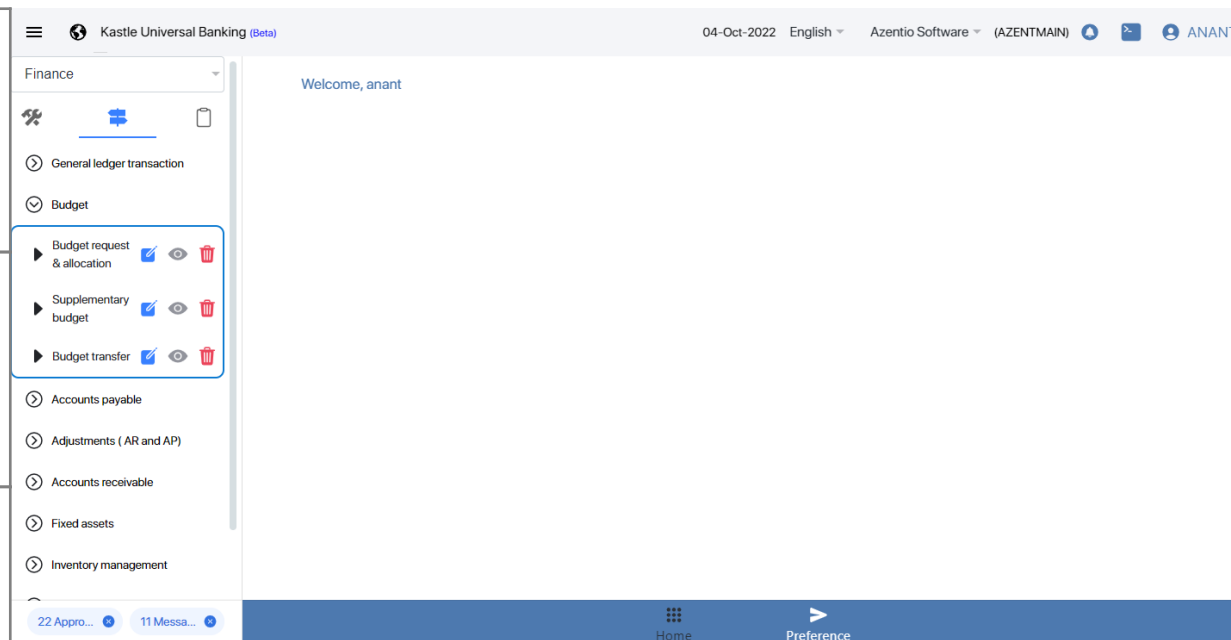 Kastle Universal Banking (Beta)
04-Oct-2022 English Azentio Software (AZENTMAIN) ANANT
Finance
Welcome, anant
General ledger transaction
Budget
Budget request
& allocation
Supplementary
budget
Budget transfer
Accounts payable
Adjustments ( AR and AP)
Accounts receivable
Fixed assets
Inventory management
22 Appro... 11 Messa...
Home Preference